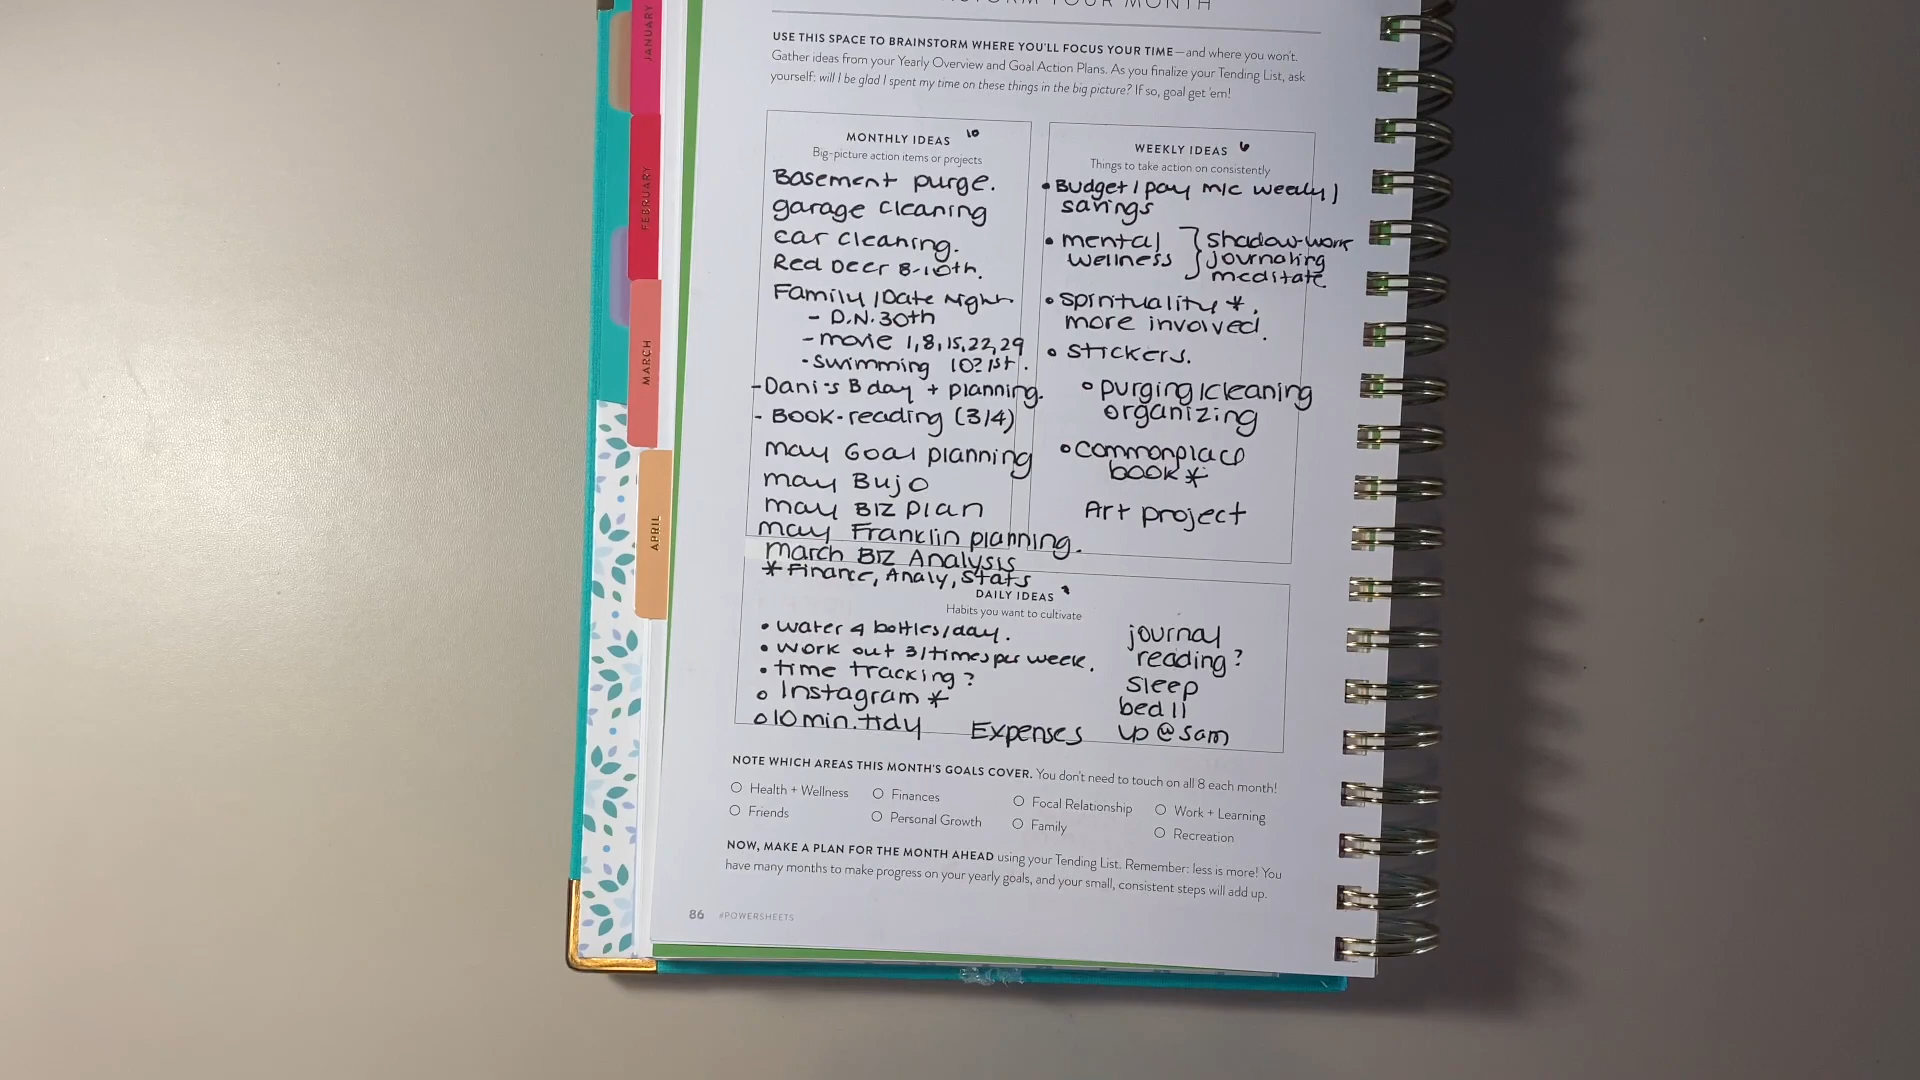 JANUARY
FEBRUARY
MARCH
APRIL
YOUR MONTH
USE THIS SPACE TO BRAINSTORM WHERE YOU'LL FOCUS YOUR TIME—and where you won't.
Gather ideas from your Yearly Overview and Goal Action Plans. As you finalize your Tending List, ask
yourself: will I be glad I spent my time on these things in the big picture? If so, goal get 'em!
MONTHLY IDEAS 10
Big-picture action items or projects
Basement purge.
garage cleaning
car cleaning.
Red Deer 8-10th.
Family / Date Night
- D.N. 30th
- movie 1, 8, 15, 22, 29
- Swimming 10? 1st.
- Dani's Bday + planning.
- Book-reading (3/4)
may Goal planning
may Bujo
may Biz plan
may Franklin planning.
march Biz Analysis
* Finance, Analy, Stats
WEEKLY IDEAS 6
Things to take action on consistently
• Budget / pay m/c weekly /
savings
• mental wellness } shadow-work
journaling
meditate
• spirituality *.
more involved.
• stickers.
• purging/cleaning
organizing
• commonplace
book *
Art project
DAILY IDEAS
Habits you want to cultivate
• water 4 bottles/day.
• work out 3/times per week.
• time tracking?
• Instagram *
• 10 min. tidy
Expenses
journal
reading?
sleep
bed 11
up @ 5am
NOTE WHICH AREAS THIS MONTH'S GOALS COVER. You don't need to touch on all 8 each month!
Health + Wellness Finances Focal Relationship Work + Learning
Friends Personal Growth Family Recreation
NOW, MAKE A PLAN FOR THE MONTH AHEAD using your Tending List. Remember: less is more! You
have many months to make progress on your yearly goals, and your small, consistent steps will add up.
86 #POWERSHEETS